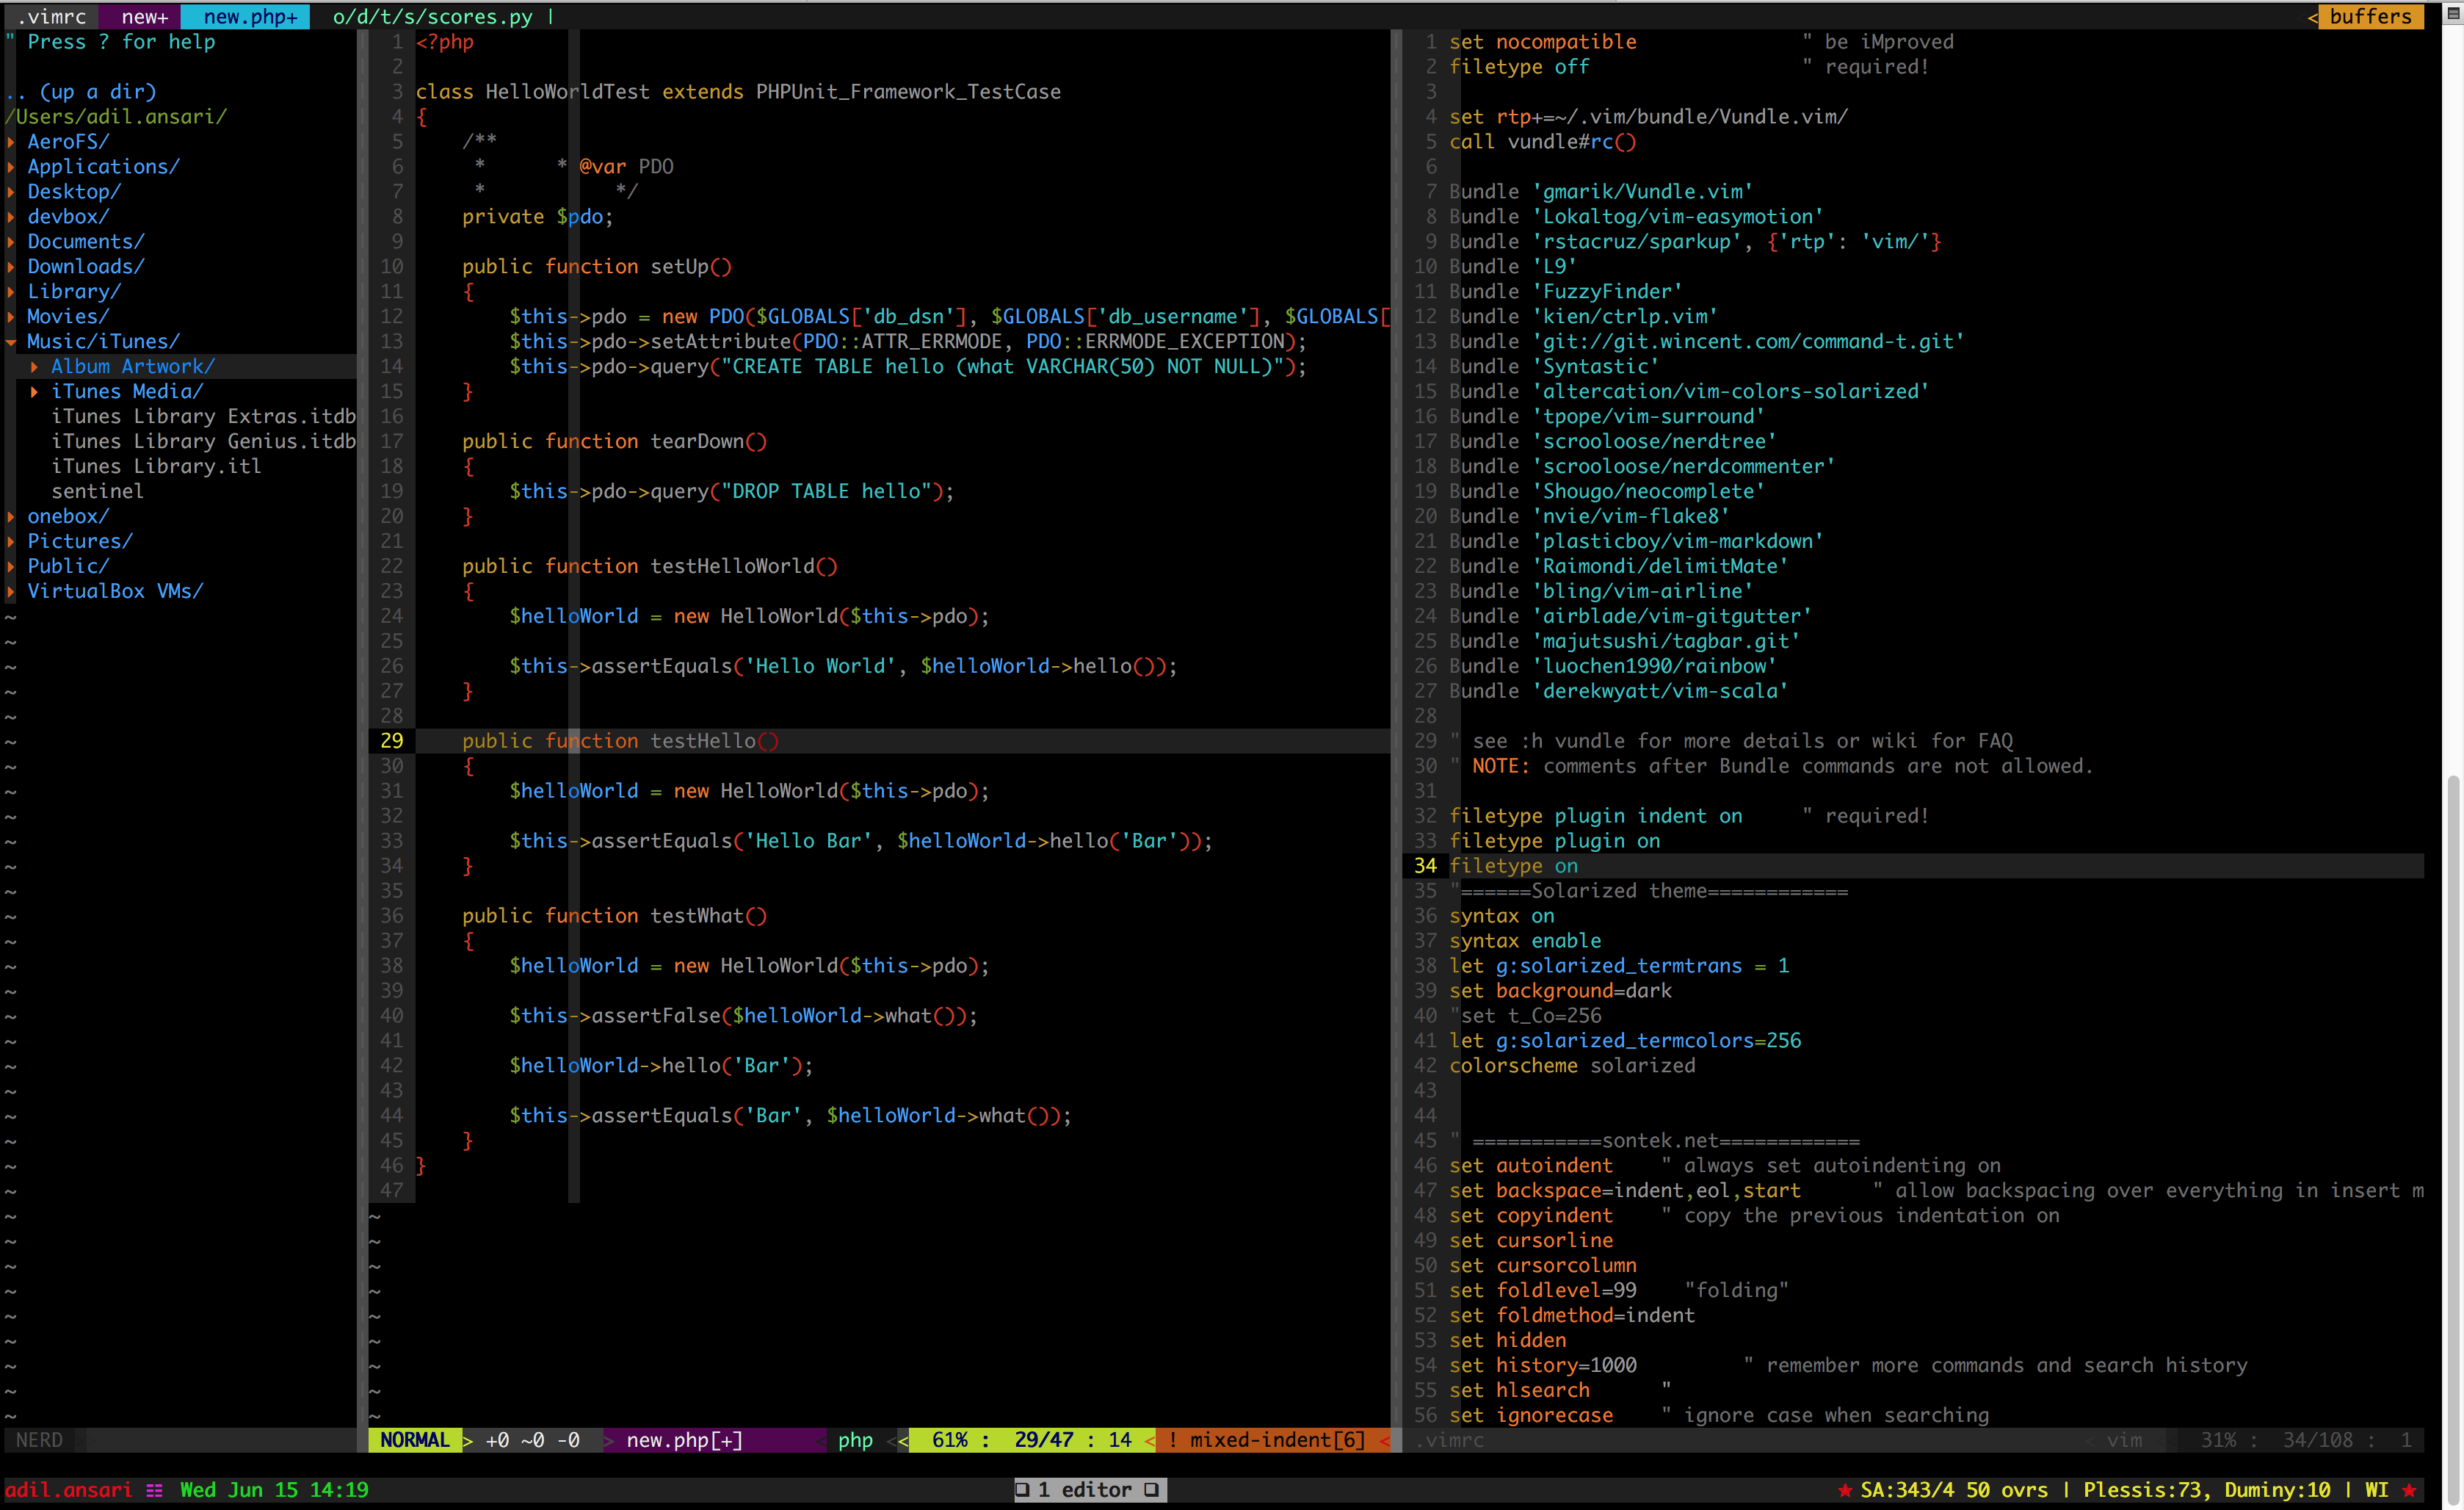 .vimrc  new+  new.php+  o/d/t/s/scores.py |  < buffers
" Press ? for help

.. (up a dir)
/Users/adil.ansari/
▸ AeroFS/
▸ Applications/
▸ Desktop/
▸ devbox/
▸ Documents/
▸ Downloads/
▸ Library/
▸ Movies/
▾ Music/iTunes/
  ▸ Album Artwork/
  ▸ iTunes Media/
    iTunes Library Extras.itdb
    iTunes Library Genius.itdb
    iTunes Library.itl
    sentinel
▸ onebox/
▸ Pictures/
▸ Public/
▸ VirtualBox VMs/
NERD
1 <?php
2
3 class HelloWorldTest extends PHPUnit_Framework_TestCase
4 {
5     /**
6      *      * @var PDO
7      *           */
8     private $pdo;
9
10     public function setUp()
11     {
12         $this->pdo = new PDO($GLOBALS['db_dsn'], $GLOBALS['db_username'], $GLOBALS[
13         $this->pdo->setAttribute(PDO::ATTR_ERRMODE, PDO::ERRMODE_EXCEPTION);
14         $this->pdo->query("CREATE TABLE hello (what VARCHAR(50) NOT NULL)");
15     }
16
17     public function tearDown()
18     {
19         $this->pdo->query("DROP TABLE hello");
20     }
21
22     public function testHelloWorld()
23     {
24         $helloWorld = new HelloWorld($this->pdo);
25
26         $this->assertEquals('Hello World', $helloWorld->hello());
27     }
28
29     public function testHello()
30     {
31         $helloWorld = new HelloWorld($this->pdo);
32
33         $this->assertEquals('Hello Bar', $helloWorld->hello('Bar'));
34     }
35
36     public function testWhat()
37     {
38         $helloWorld = new HelloWorld($this->pdo);
39
40         $this->assertFalse($helloWorld->what());
41
42         $helloWorld->hello('Bar');
43
44         $this->assertEquals('Bar', $helloWorld->what());
45     }
46 }
47
NORMAL > +0 ~0 -0 > new.php[+] < php << 61% : 29/47 : 14 < ! mixed-indent[6] <
1 set nocompatible              " be iMproved
2 filetype off                  " required!
3
4 set rtp+=~/.vim/bundle/Vundle.vim/
5 call vundle#rc()
6
7 Bundle 'gmarik/Vundle.vim'
8 Bundle 'Lokaltog/vim-easymotion'
9 Bundle 'rstacruz/sparkup', {'rtp': 'vim/'}
10 Bundle 'L9'
11 Bundle 'FuzzyFinder'
12 Bundle 'kien/ctrlp.vim'
13 Bundle 'git://git.wincent.com/command-t.git'
14 Bundle 'Syntastic'
15 Bundle 'altercation/vim-colors-solarized'
16 Bundle 'tpope/vim-surround'
17 Bundle 'scrooloose/nerdtree'
18 Bundle 'scrooloose/nerdcommenter'
19 Bundle 'Shougo/neocomplete'
20 Bundle 'nvie/vim-flake8'
21 Bundle 'plasticboy/vim-markdown'
22 Bundle 'Raimondi/delimitMate'
23 Bundle 'bling/vim-airline'
24 Bundle 'airblade/vim-gitgutter'
25 Bundle 'majutsushi/tagbar.git'
26 Bundle 'luochen1990/rainbow'
27 Bundle 'derekwyatt/vim-scala'
28
29 " see :h vundle for more details or wiki for FAQ
30 " NOTE: comments after Bundle commands are not allowed.
31
32 filetype plugin indent on     " required!
33 filetype plugin on
34 filetype on
35 "======Solarized theme============
36 syntax on
37 syntax enable
38 let g:solarized_termtrans = 1
39 set background=dark
40 "set t_Co=256
41 let g:solarized_termcolors=256
42 colorscheme solarized
43
44
45 " ===========sontek.net============
46 set autoindent    " always set autoindenting on
47 set backspace=indent,eol,start      " allow backspacing over everything in insert m
48 set copyindent    " copy the previous indentation on
49 set cursorline
50 set cursorcolumn
51 set foldlevel=99    "folding"
52 set foldmethod=indent
53 set hidden
54 set history=1000         " remember more commands and search history
55 set hlsearch      "
56 set ignorecase    " ignore case when searching
.vimrc  < vim  31% : 34/108 : 1
adil.ansari ☷ Wed Jun 15 14:19  ❏ 1 editor ❏  ★ SA:343/4 50 ovrs | Plessis:73, Duminy:10 | WI ★